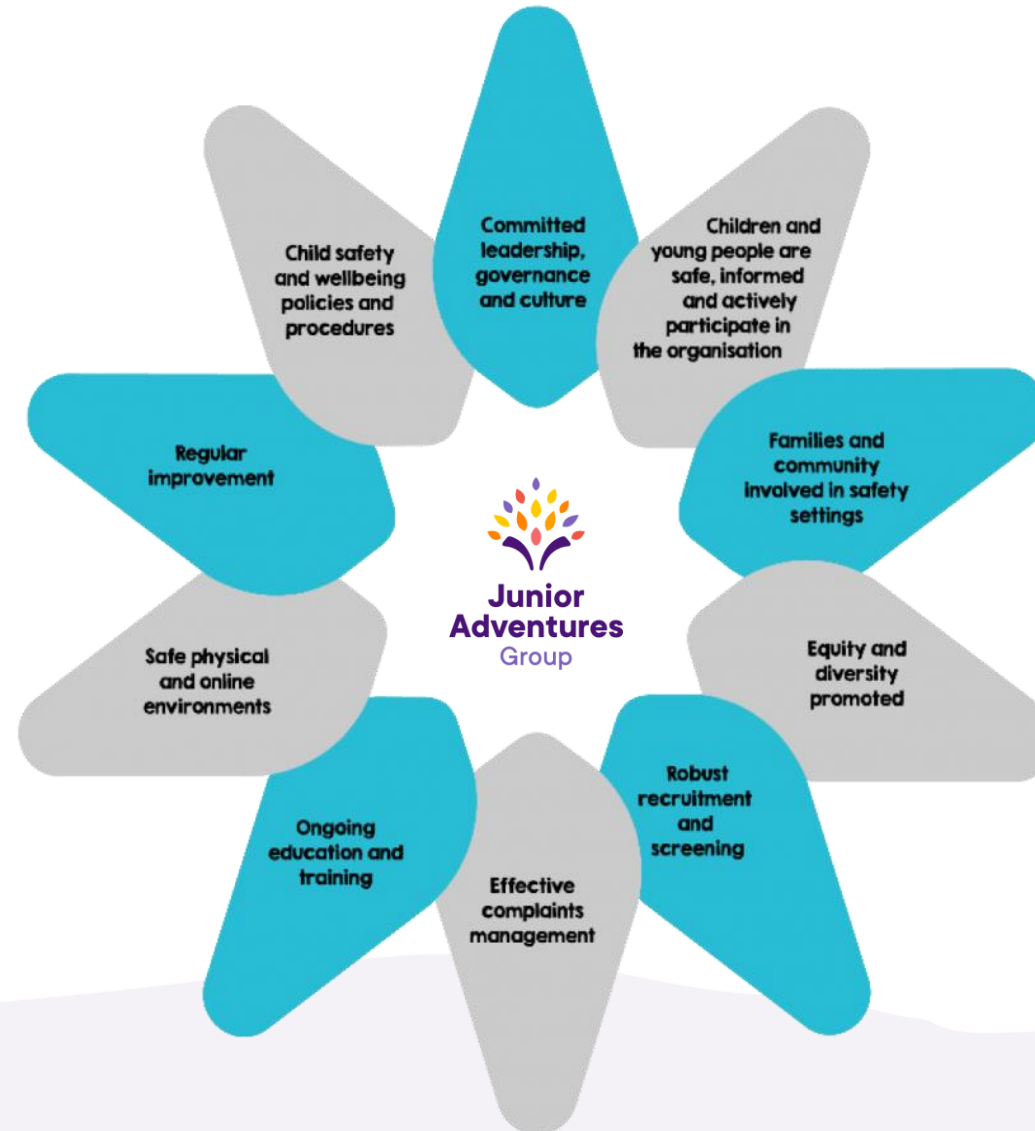 Committed
leadership,
governance
and culture
Children and
young people are
safe, informed
and actively
participate in
the organisation
Families and
community
involved in safety
settings
Equity and
diversity
promoted
Robust
recruitment
and
screening
Effective
complaints
management
Ongoing
education and
training
Safe physical
and online
environments
Regular
improvement
Child safety
and wellbeing
policies and
procedures
Junior
Adventures
Group